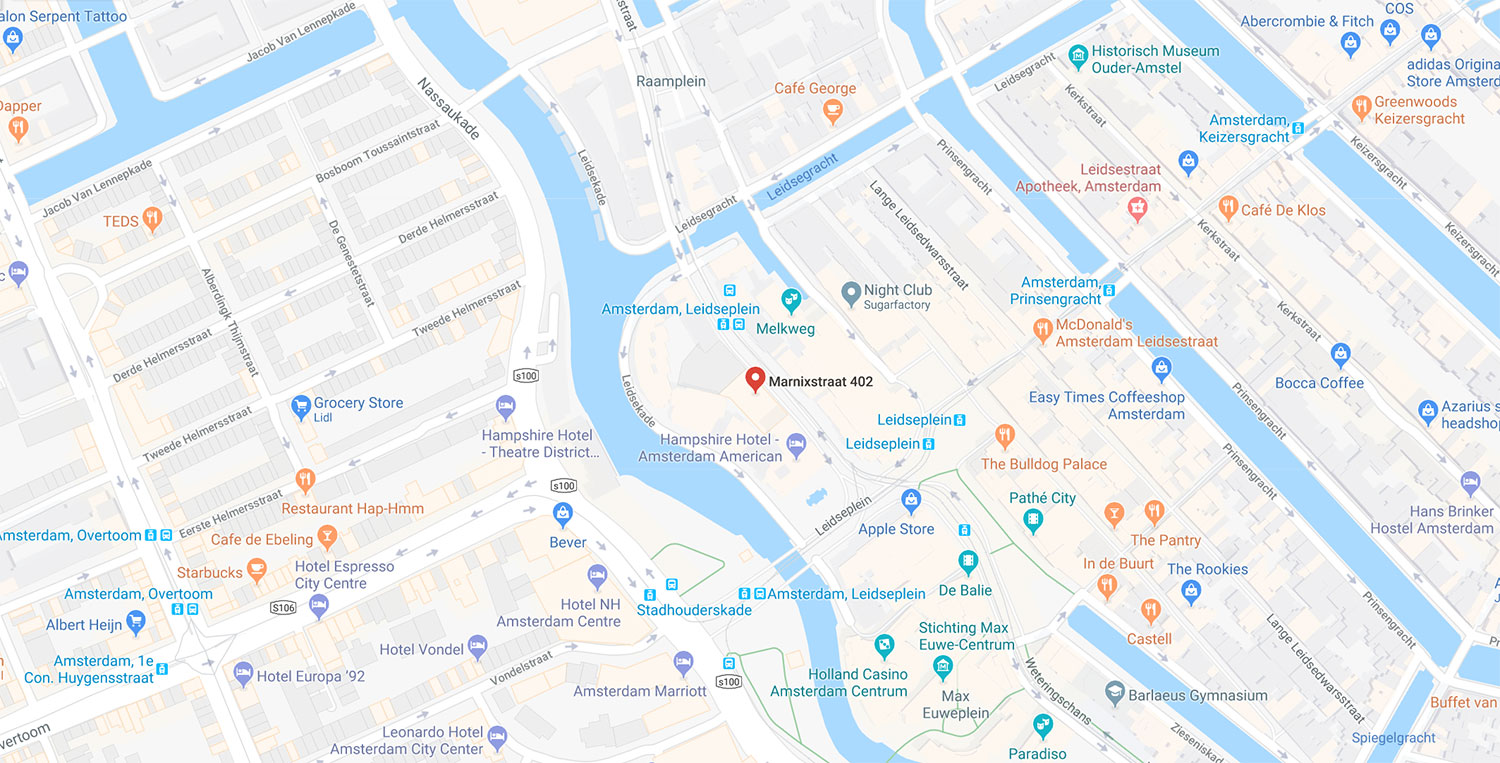 alon Serpent Tattoo
Jacob Van Lennepkade
Nassaukade
Raamplein
Café George
Leidsegracht
Historisch Museum
Ouder-Amstel
Abercrombie & Fitch
COS
adidas Origina
Store Amsterd
Dapper
Greenwoods
Keizersgracht
Kerkstraat
Amsterdam,
Keizersgracht
Keizersgracht
Bosboom Toussaintstraat
Leidsekade
Leidsegracht
Prinsengracht
Leidsestraat
Apotheek, Amsterdam
Jacob Van Lennepkade
TEDS
De Genestetstraat
Derde Helmersstraat
Leidsegracht
Lange Leidsedwarsstraat
Café De Klos
Kerkstraat
Keizersgracht
Alberdingk Thijmstraat
Tweede Helmersstraat
Amsterdam, Leidseplein
Melkweg
Night Club
Sugarfactory
Amsterdam,
Prinsengracht
McDonald's
Amsterdam Leidsestraat
Kerkstraat
Derde Helmersstraat
s100
Leidsekade
Marnixstraat 402
Easy Times Coffeeshop
Amsterdam
Bocca Coffee
Prinsengracht
Grocery Store
Lidl
Tweede Helmersstraat
Hampshire Hotel
- Theatre District...
Hampshire Hotel -
Amsterdam American
Leidseplein
Leidseplein
The Bulldog Palace
Azarius s
headshop
Prinsengracht
s100
Restaurant Hap-Hmm
Eerste Helmersstraat
Bever
Leidseplein
Apple Store
Pathé City
The Pantry
Hans Brinker
Hostel Amsterdam
Amsterdam, Overtoom
Cafe de Ebeling
Starbucks
Hotel Espresso
City Centre
Amsterdam, Overtoom
S106
Albert Heijn
Hotel NH
Amsterdam Centre
Stadhouderskade
Amsterdam, Leidseplein
De Balie
In de Buurt
The Rookies
Castell
Prinsengracht
Amsterdam, 1e
Con. Huygensstraat
Hotel Europa '92
Hotel Vondel
Vondelstraat
Amsterdam Marriott
s100
Holland Casino
Amsterdam Centrum
Stichting Max
Euwe-Centrum
Max
Euweplein
Weteringschans
Barlaeus Gymnasium
Lange Leidsedwarsstraat
Buffet van
vertoom
Leonardo Hotel
Amsterdam City Center
Paradiso
Zieseniskad
Spiegelgracht